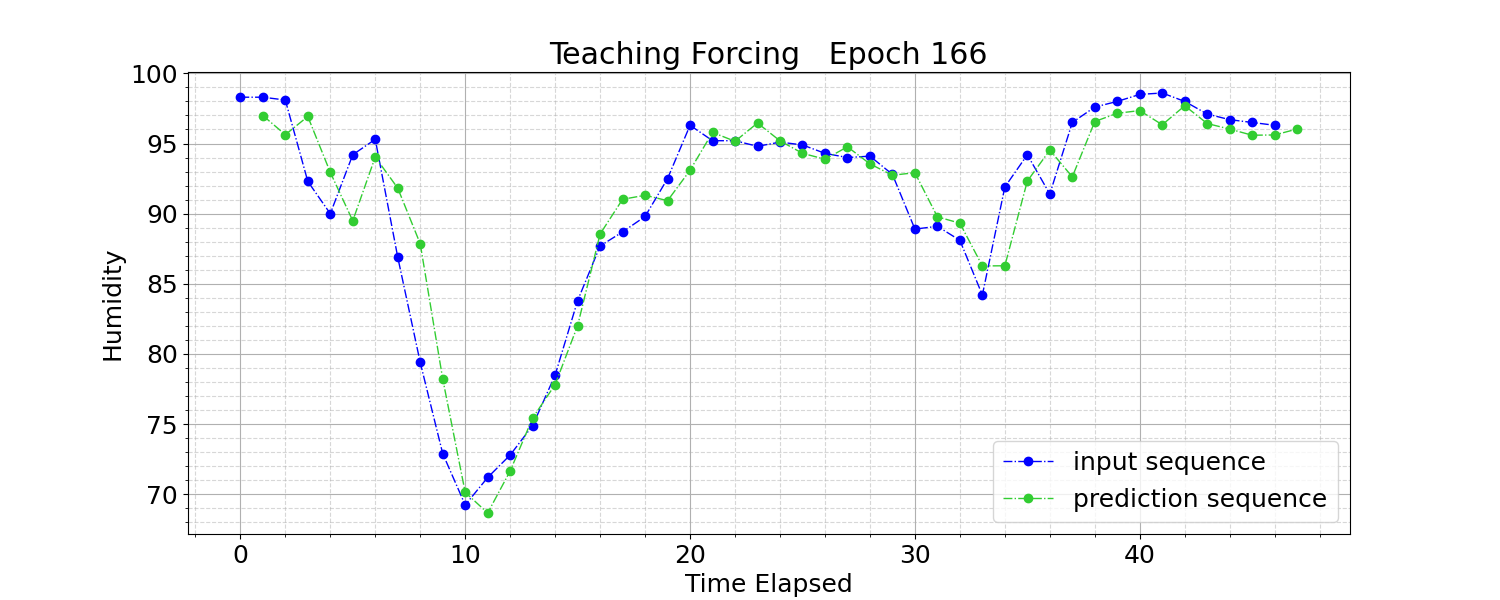 Teaching Forcing   Epoch 166
100
95
90
85
80
75
70
Humidity
0 10 20 30 40
Time Elapsed
input sequence
prediction sequence